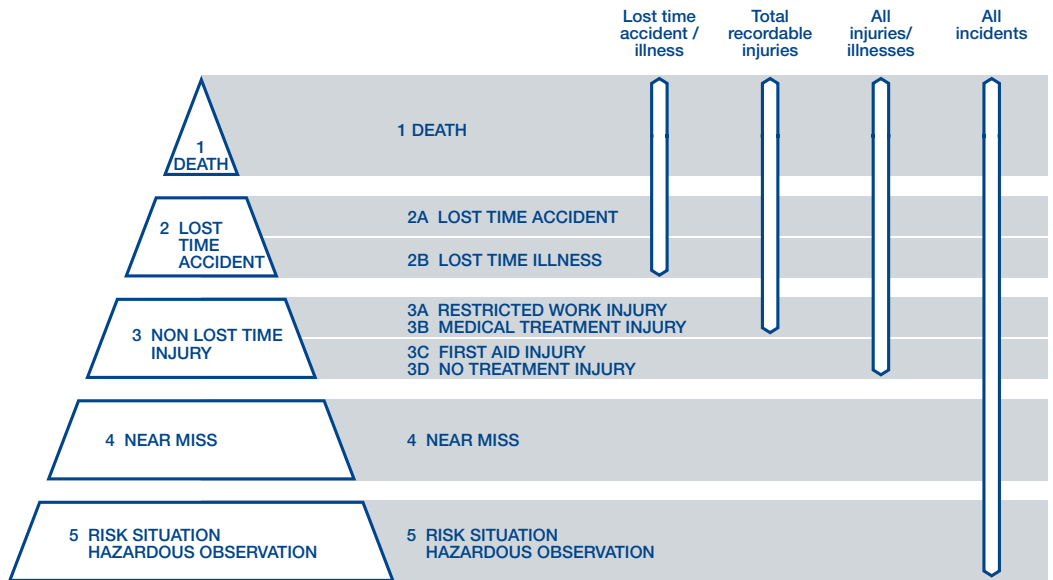 Lost time
accident /
illness
Total
recordable
injuries
All
injuries/
illnesses
All
incidents
1
DEATH
1 DEATH
2 LOST
TIME
ACCIDENT
2A LOST TIME ACCIDENT
2B LOST TIME ILLNESS
3 NON LOST TIME
INJURY
3A RESTRICTED WORK INJURY
3B MEDICAL TREATMENT INJURY
3C FIRST AID INJURY
3D NO TREATMENT INJURY
4 NEAR MISS
4 NEAR MISS
5 RISK SITUATION
HAZARDOUS OBSERVATION
5 RISK SITUATION
HAZARDOUS OBSERVATION